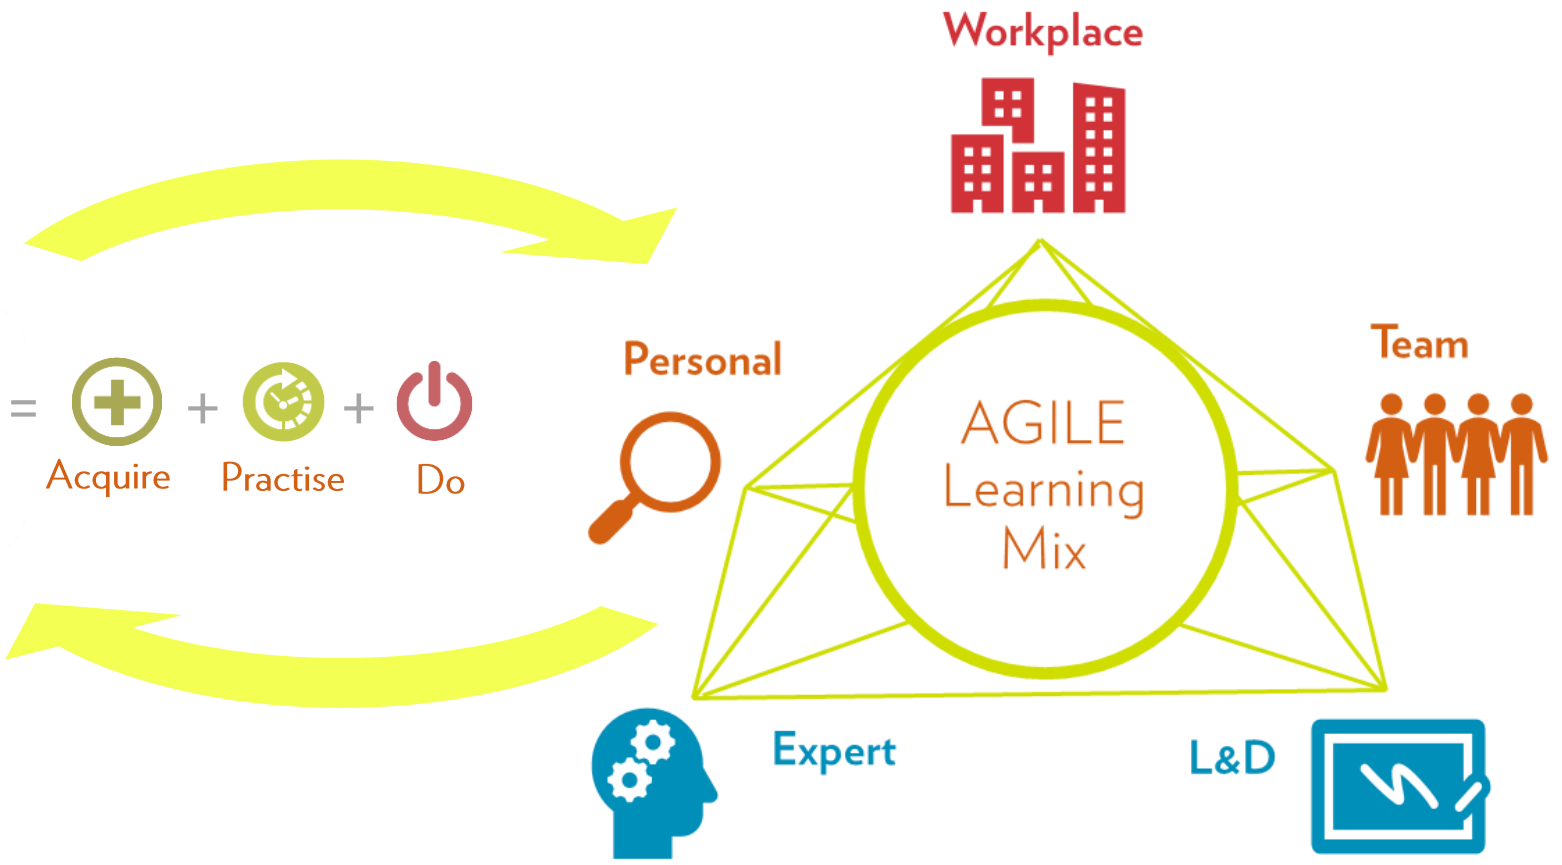 Workplace
Team
Personal
AGILE
Learning
Mix
= + +
Acquire Practise Do
Expert
L&D